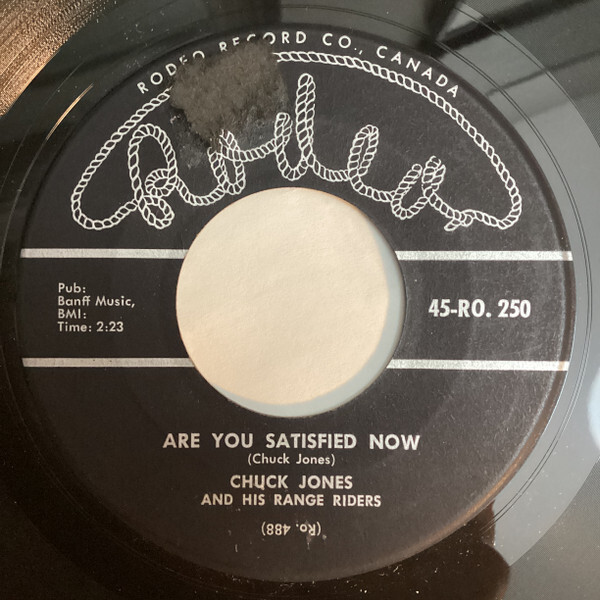 RODEO RECORD CO., CANADA
Rodeo
Pub:
Banff Music,
BMI:
Time: 2:23
45-RO. 250
ARE YOU SATISFIED NOW
(Chuck Jones)
CHUCK JONES
AND HIS RANGE RIDERS
(Ro. 488)